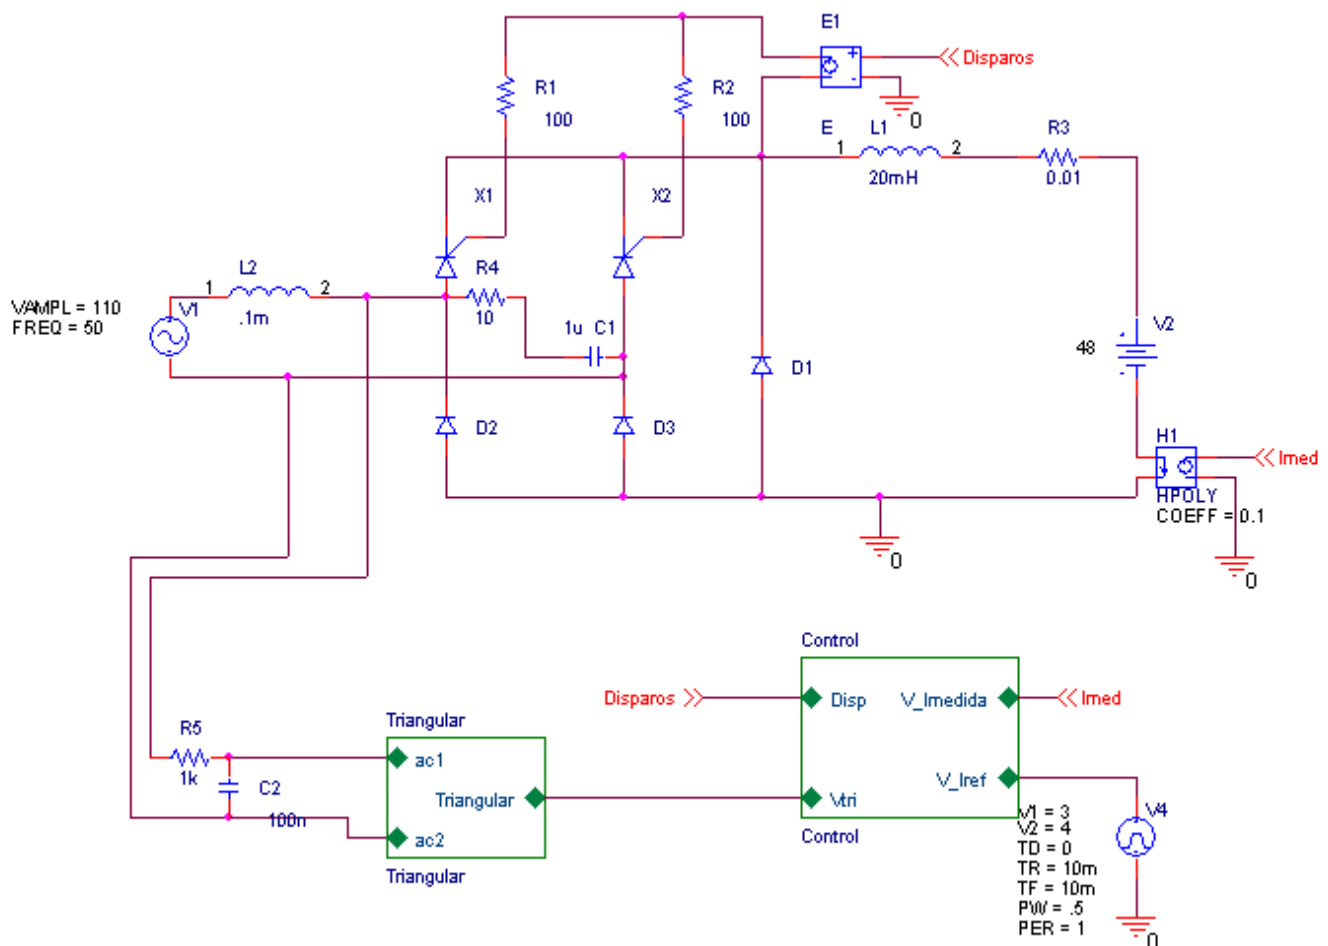 E1
Disparos
R1
100
R2
100
0
E
1
L1
2
20mH
R3
0.01
X1
X2
L2
1
2
.1m
VAMPL = 110
FREQ = 50
V1
R4
10
1u
C1
48
V2
D1
D2
D3
H1
Imed
HPOLY
COEFF = 0.1
0
0
Control
Disparos
Disp
V_Imedida
Imed
Triangular
R5
1k
C2
100n
ac1
Triangular
ac2
Vtri
V_Iref
Control
Triangular
V1 = 3
V2 = 4
TD = 0
TR = 10m
TF = 10m
PW = .5
PER = 1
V4
0